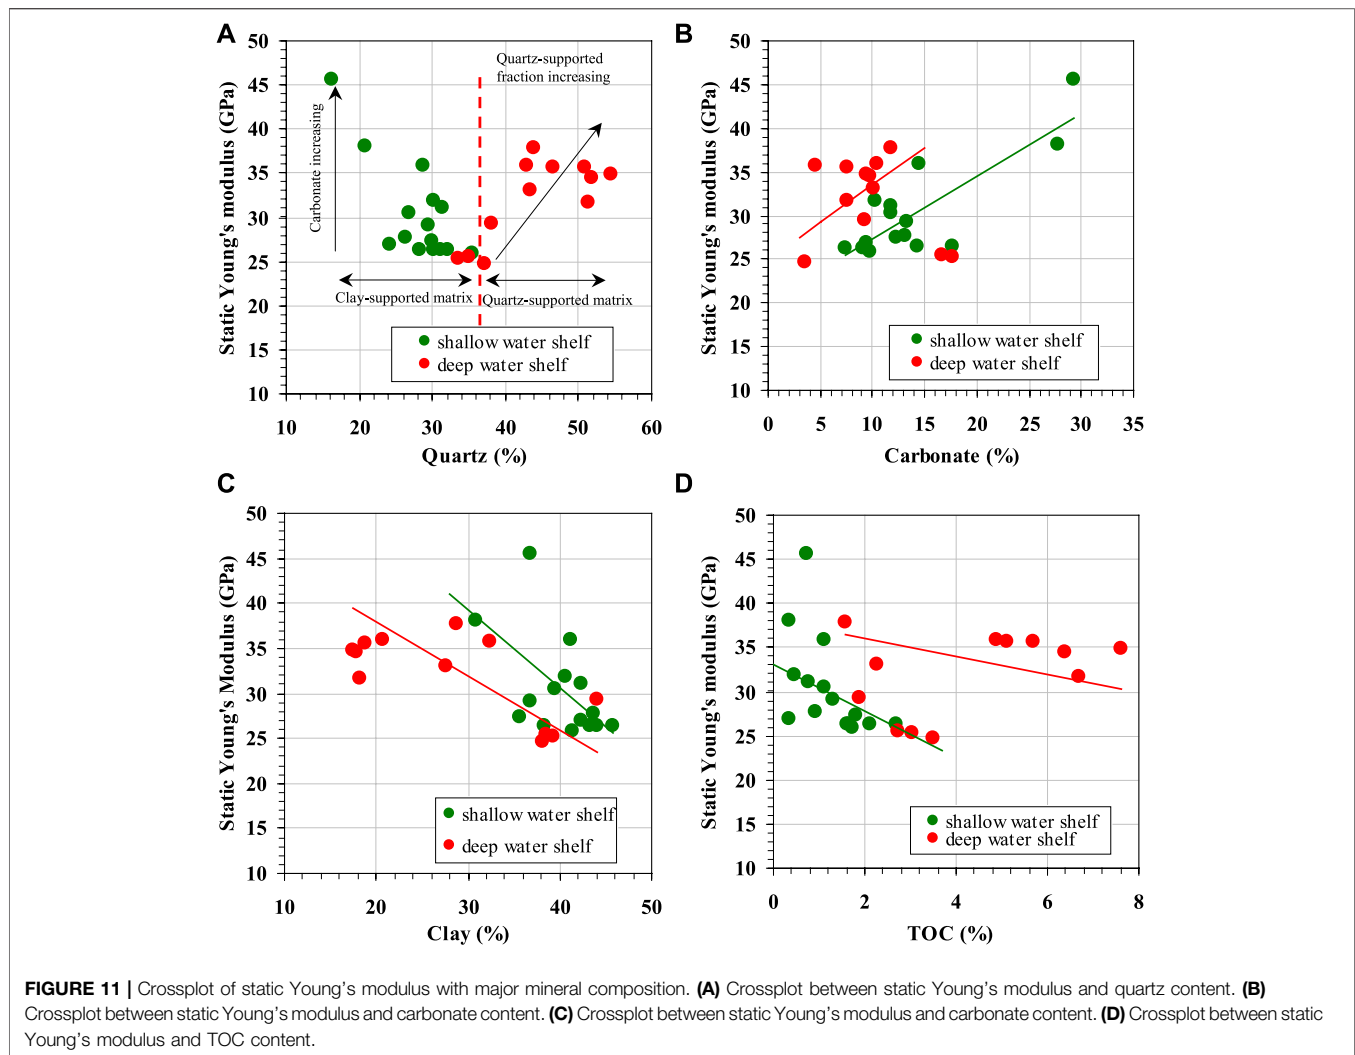 A
Static Young's modulus (GPa)
50
45
40
35
30
25
20
15
10
Carbonate increasing
Quartz-supported
fraction increasing
Clay-supported matrix
Quartz-supported matrix
shallow water shelf
deep water shelf
10 20 30 40 50 60
Quartz (%)
B
Static Young's modulus (GPa)
50
45
40
35
30
25
20
15
10
shallow water shelf
deep water shelf
0 5 10 15 20 25 30 35
Carbonate (%)
C
Static Young's Modulus (GPa)
50
45
40
35
30
25
20
15
10
shallow water shelf
deep water shelf
10 20 30 40 50
Clay (%)
D
Static Young's modulus (GPa)
50
45
40
35
30
25
20
15
10
shallow water shelf
deep water shelf
0 2 4 6 8
TOC (%)
FIGURE 11 | Crossplot of static Young's modulus with major mineral composition. (A) Crossplot between static Young's modulus and quartz content. (B)
Crossplot between static Young's modulus and carbonate content. (C) Crossplot between static Young's modulus and carbonate content. (D) Crossplot between static
Young's modulus and TOC content.